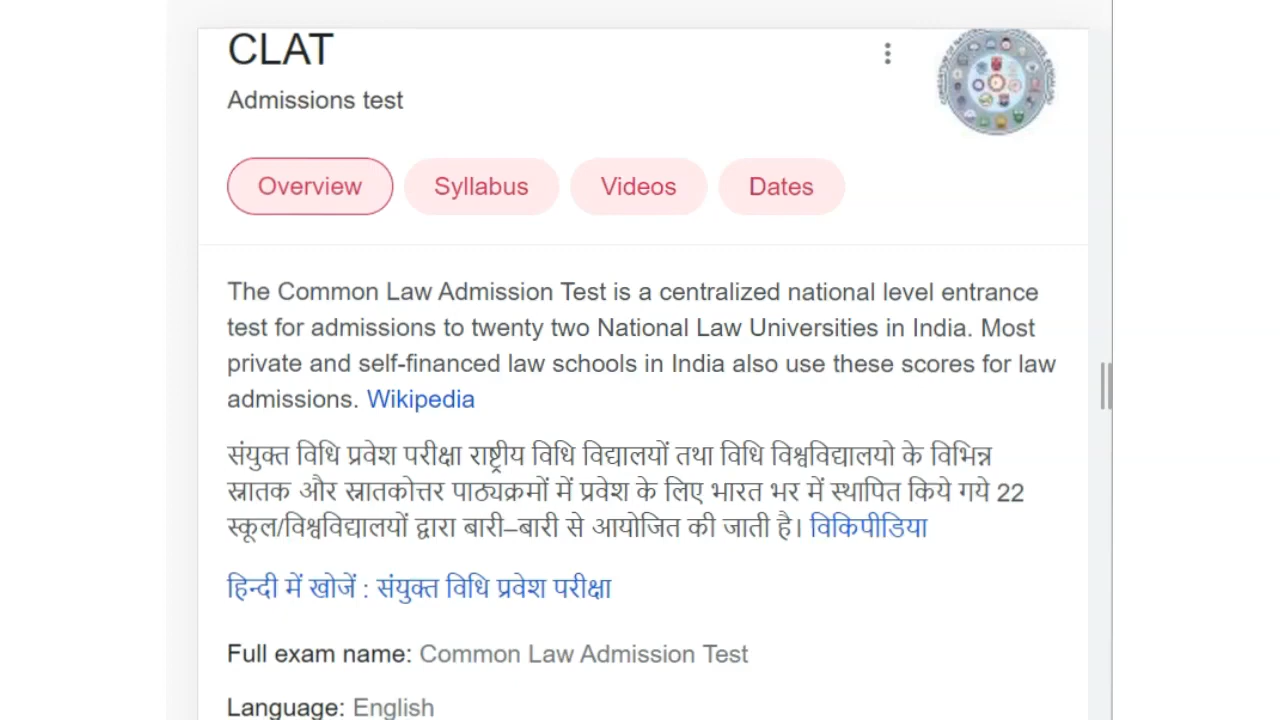 CLAT
Admissions test
Overview Syllabus Videos Dates
The Common Law Admission Test is a centralized national level entrance
test for admissions to twenty two National Law Universities in India. Most
private and self-financed law schools in India also use these scores for law
admissions. Wikipedia
संयुक्त विधि प्रवेश परीक्षा राष्ट्रीय विधि विद्यालयों तथा विधि विश्वविद्यालयो के विभिन्न
स्नातक और स्नातकोत्तर पाठ्यक्रमों में प्रवेश के लिए भारत भर में स्थापित किये गये 22
स्कूल/विश्वविद्यालयों द्वारा बारी–बारी से आयोजित की जाती है। विकिपीडिया
हिन्दी में खोजें : संयुक्त विधि प्रवेश परीक्षा
Full exam name: Common Law Admission Test
Language: English